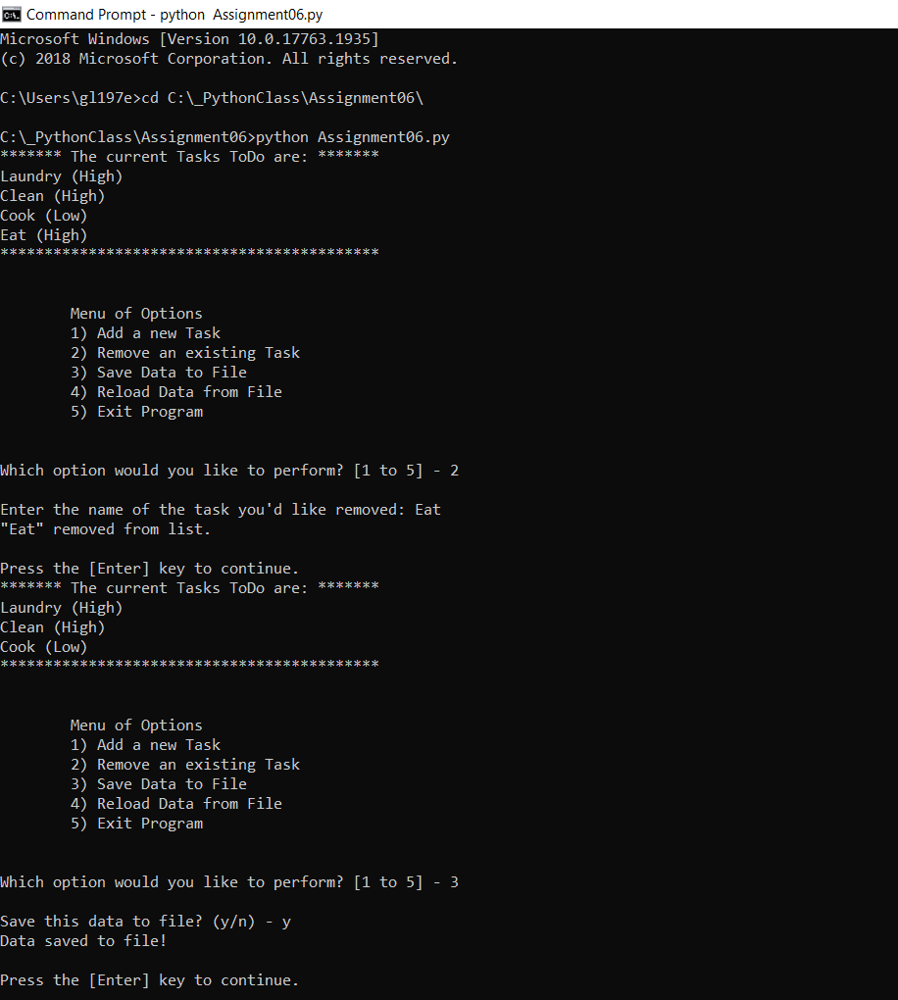 Command Prompt - python  Assignment06.py
Microsoft Windows [Version 10.0.17763.1935]
(c) 2018 Microsoft Corporation. All rights reserved.
C:\Users\gl197e>cd C:\_PythonClass\Assignment06\
C:\_PythonClass\Assignment06>python Assignment06.py
******* The current Tasks ToDo are: *******
Laundry (High)
Clean (High)
Cook (Low)
Eat (High)
*******************************************
Menu of Options
1) Add a new Task
2) Remove an existing Task
3) Save Data to File
4) Reload Data from File
5) Exit Program
Which option would you like to perform? [1 to 5] - 2
Enter the name of the task you'd like removed: Eat
"Eat" removed from list.
Press the [Enter] key to continue.
******* The current Tasks ToDo are: *******
Laundry (High)
Clean (High)
Cook (Low)
*******************************************
Menu of Options
1) Add a new Task
2) Remove an existing Task
3) Save Data to File
4) Reload Data from File
5) Exit Program
Which option would you like to perform? [1 to 5] - 3
Save this data to file? (y/n) - y
Data saved to file!
Press the [Enter] key to continue.